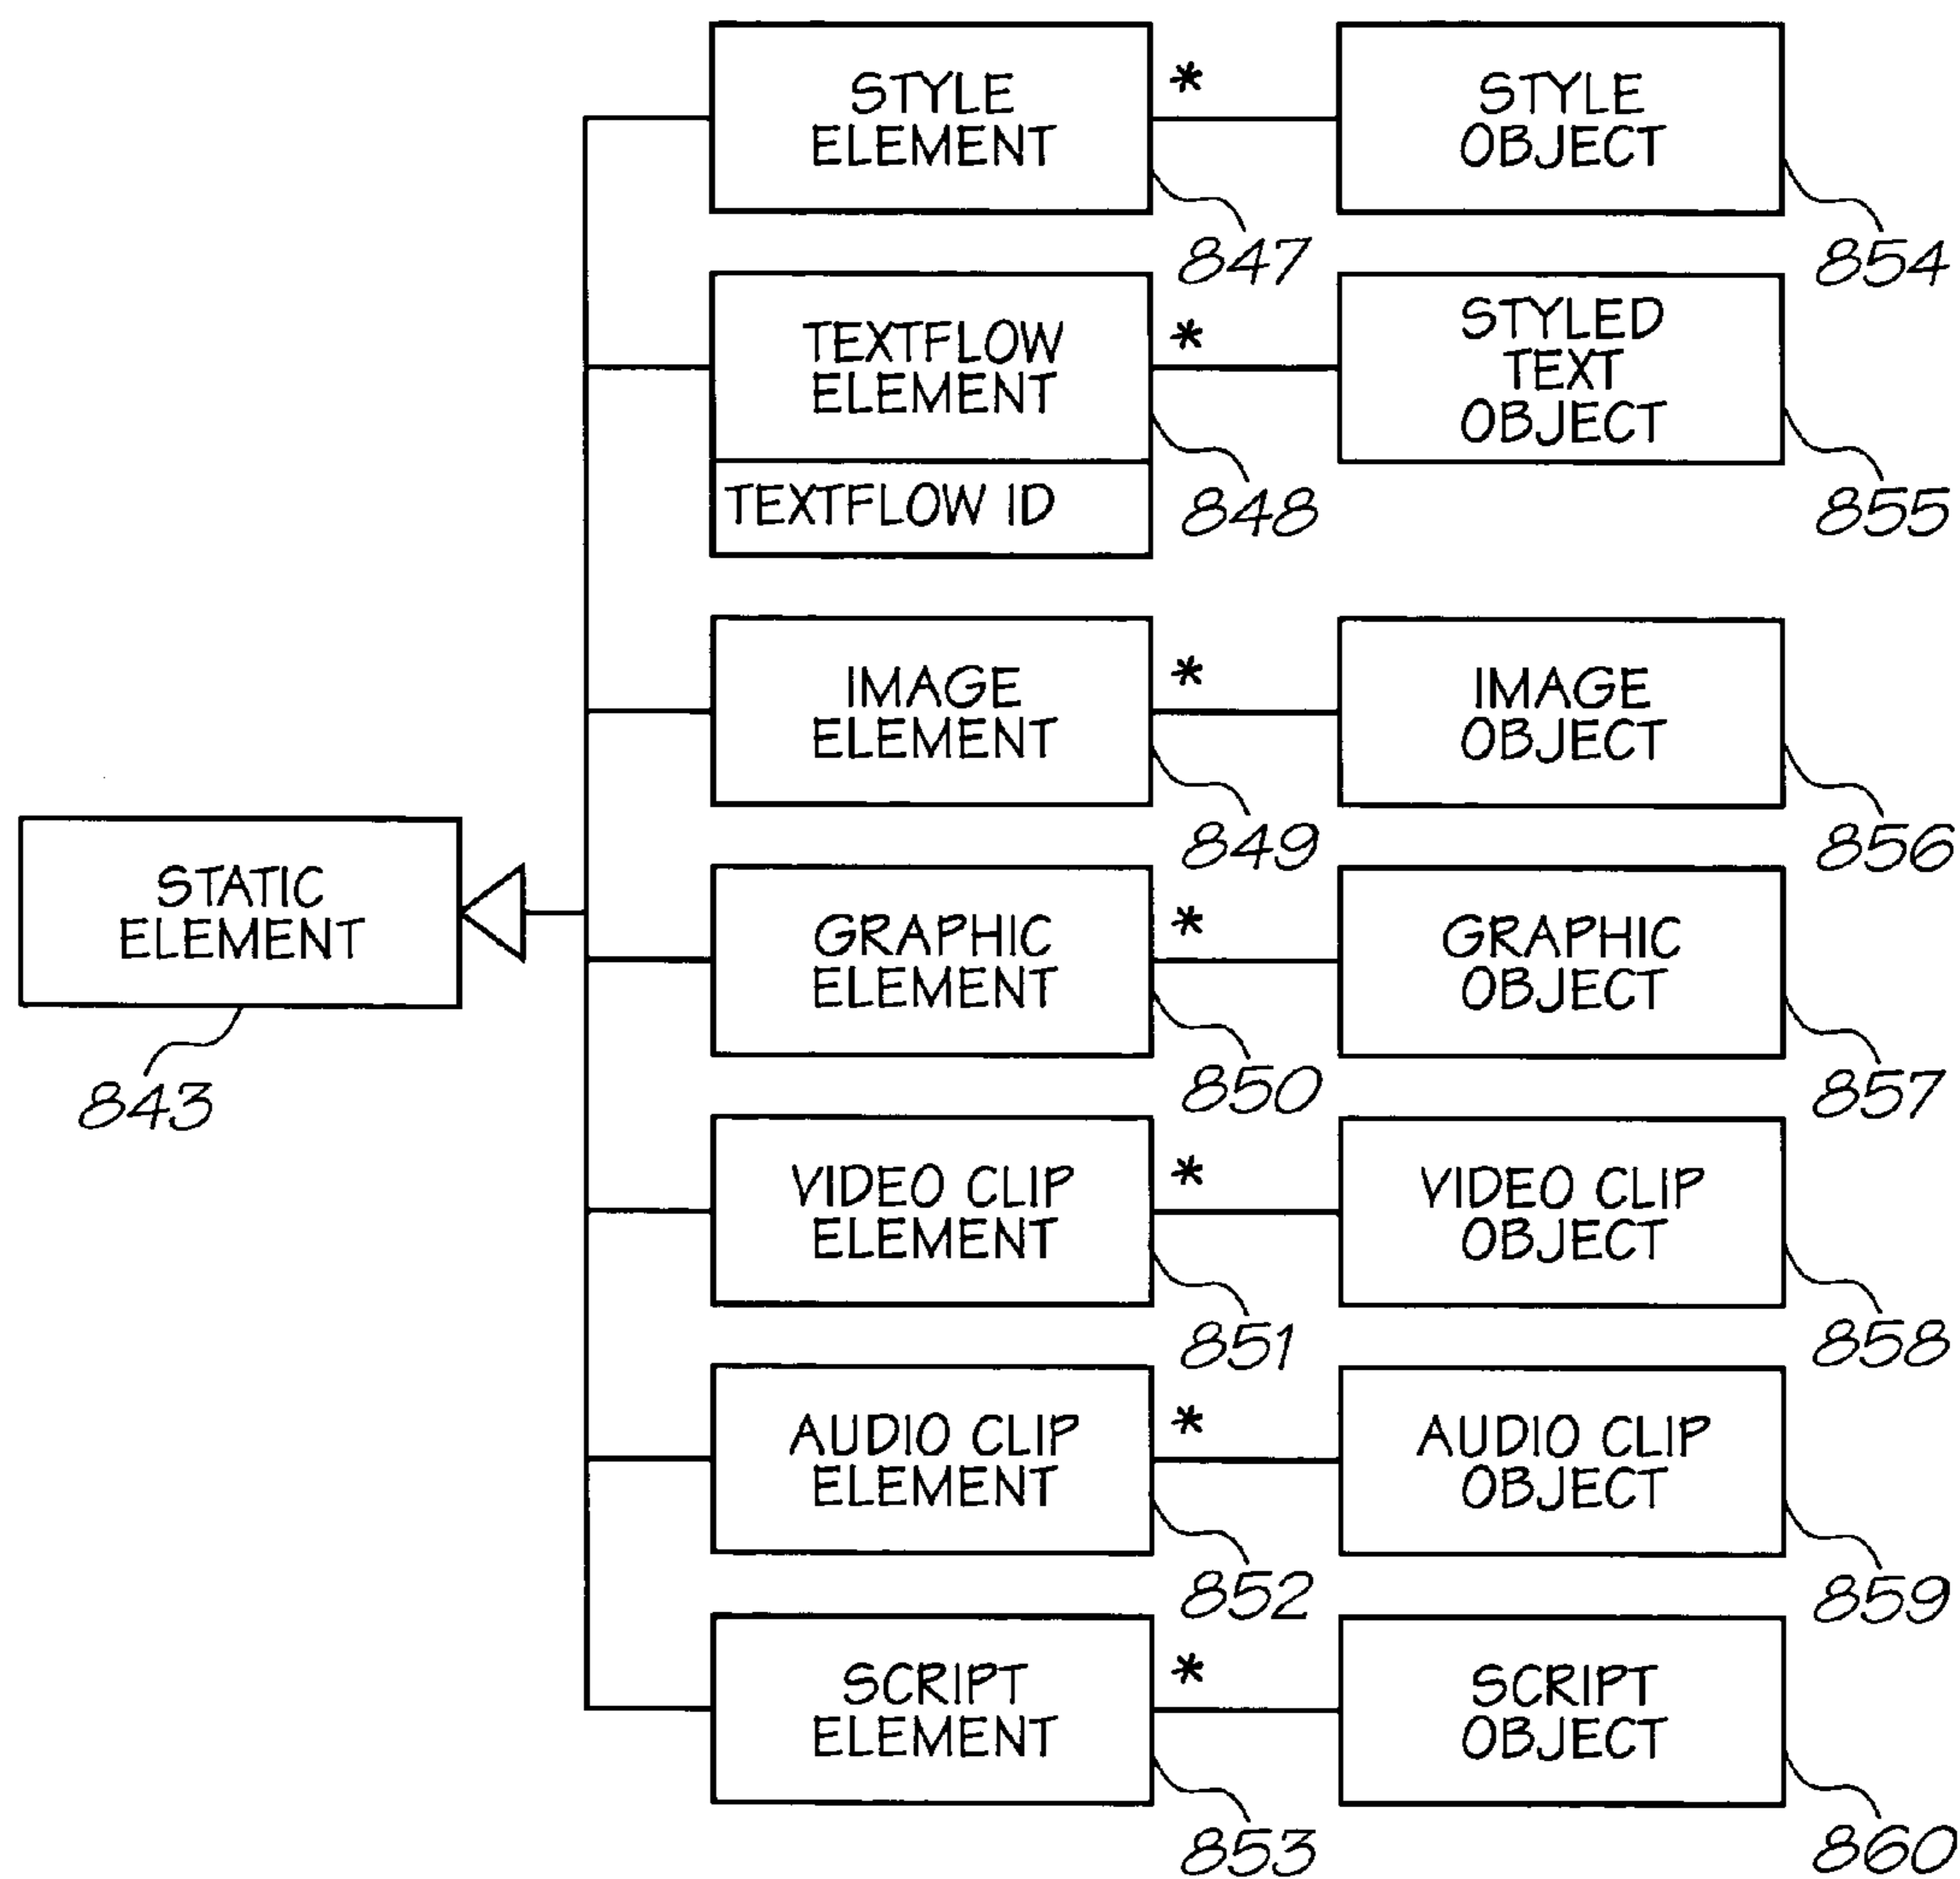 STYLE
ELEMENT
*
STYLE
OBJECT
847
854
TEXTFLOW
ELEMENT
TEXTFLOW ID
*
STYLED
TEXT
OBJECT
848
855
IMAGE
ELEMENT
*
IMAGE
OBJECT
849
856
STATIC
ELEMENT
843
GRAPHIC
ELEMENT
*
GRAPHIC
OBJECT
850
857
VIDEO CLIP
ELEMENT
*
VIDEO CLIP
OBJECT
851
858
AUDIO CLIP
ELEMENT
*
AUDIO CLIP
OBJECT
852
859
SCRIPT
ELEMENT
*
SCRIPT
OBJECT
853
860